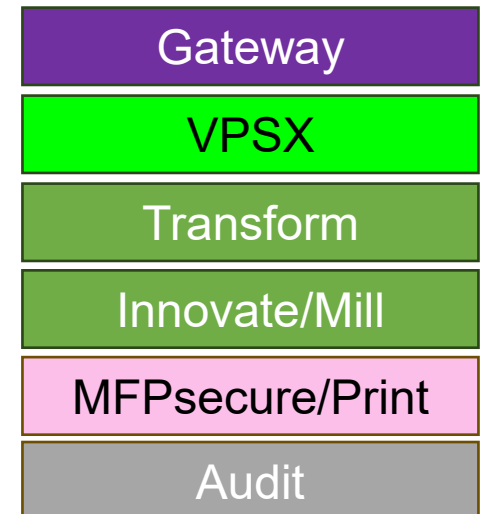 Gateway
VPSX
Transform
Innovate/Mill
MFPsecure/Print
Audit